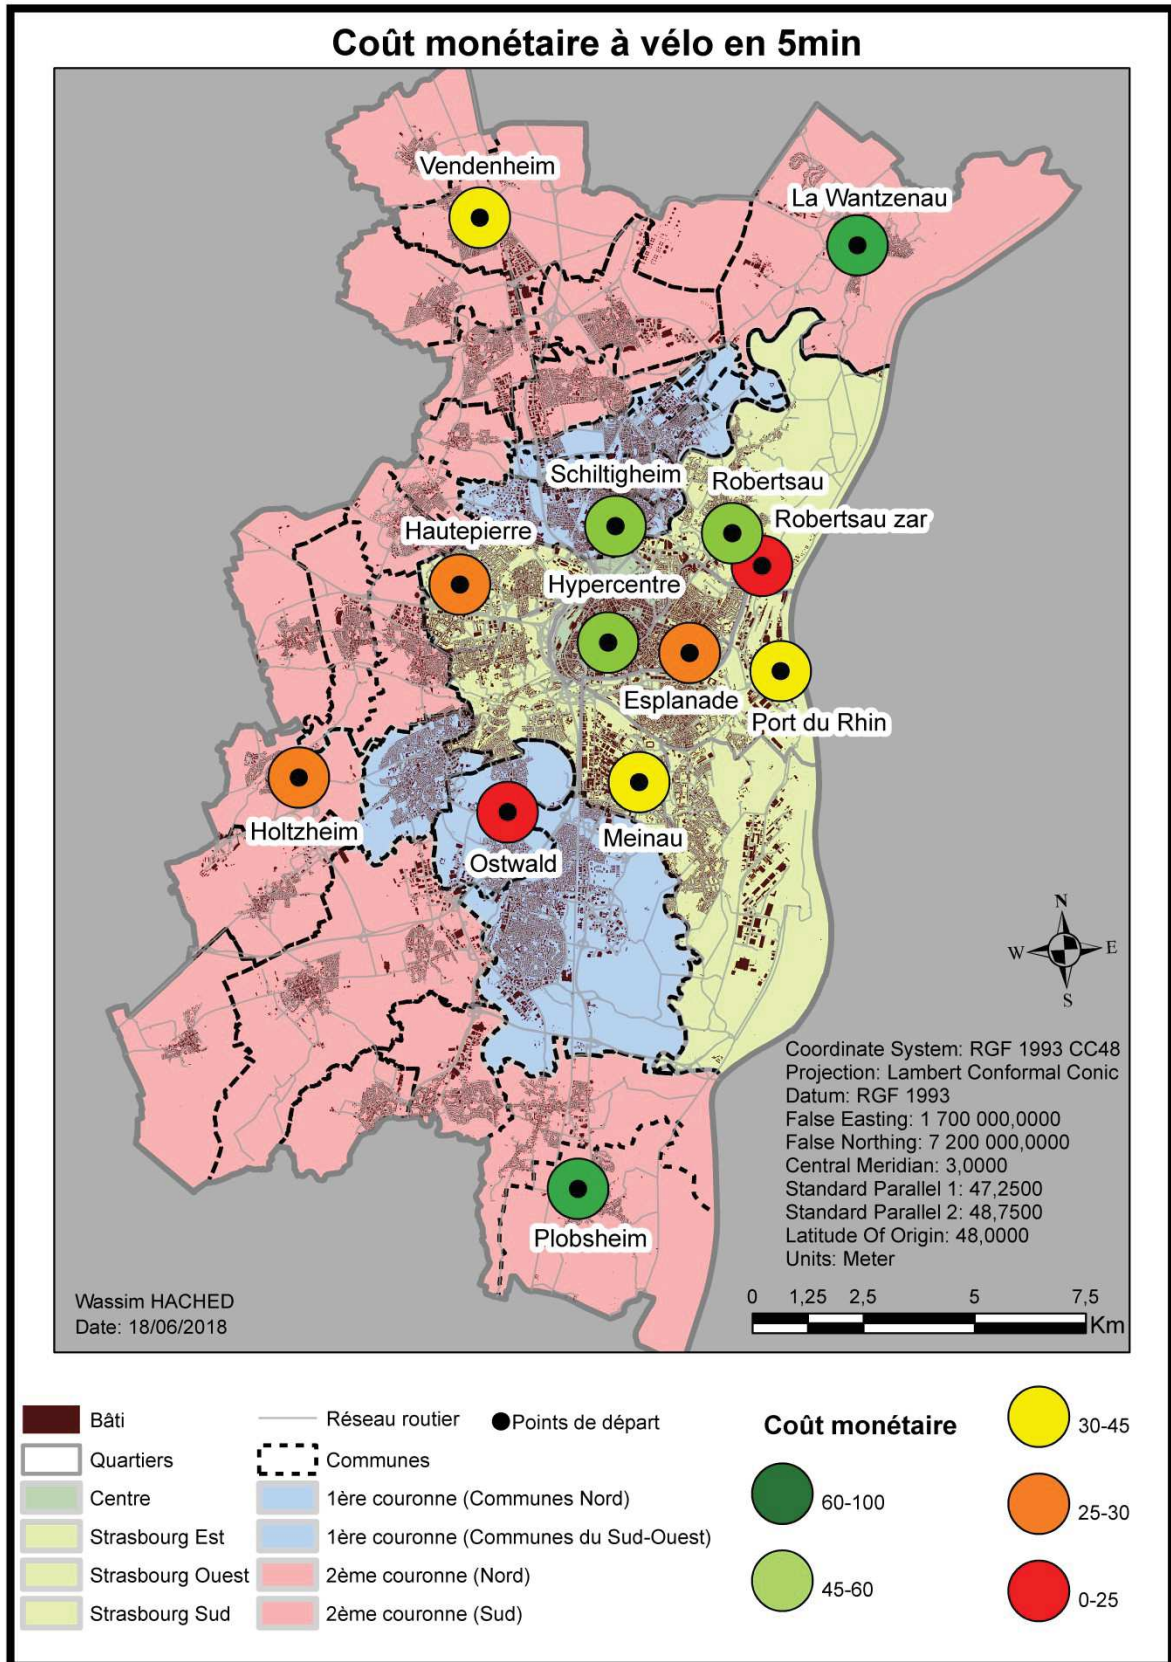 Coût monétaire à vélo en 5min
Vendenheim
La Wantzenau
Schiltigheim
Robertsau
Robertsau zar
Hautepierre
Hypercentre
Esplanade
Port du Rhin
Holtzheim
Ostwald
Meinau
N
W
E
S
Plobsheim
Coordinate System: RGF 1993 CC48
Projection: Lambert Conformal Conic
Datum: RGF 1993
False Easting: 1 700 000,0000
False Northing: 7 200 000,0000
Central Meridian: 3,0000
Standard Parallel 1: 47,2500
Standard Parallel 2: 48,7500
Latitude Of Origin: 48,0000
Units: Meter
0 1,25 2,5 5 7,5
Km
Wassim HACHED
Date: 18/06/2018
Bâti
Quartiers
Centre
Strasbourg Est
Strasbourg Ouest
Strasbourg Sud
Réseau routier
Points de départ
Communes
1ère couronne (Communes Nord)
1ère couronne (Communes du Sud-Ouest)
2ème couronne (Nord)
2ème couronne (Sud)
Coût monétaire
60-100
45-60
30-45
25-30
0-25